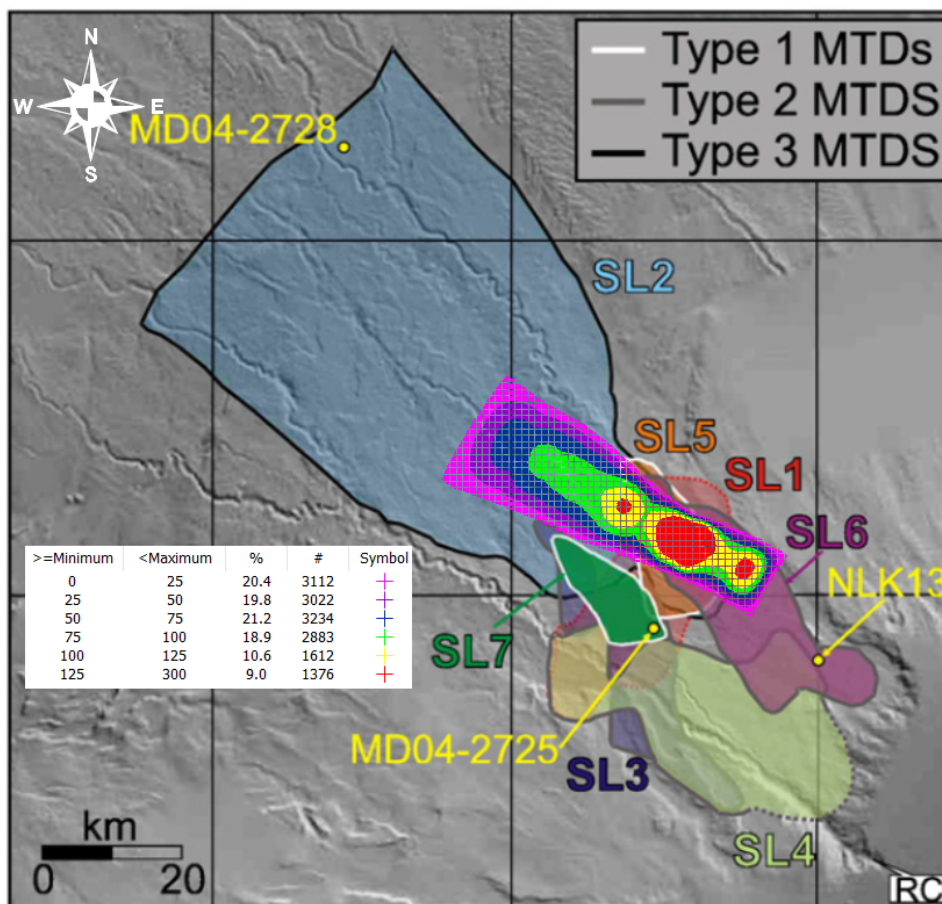 N
W E
S
Type 1 MTDs
Type 2 MTDS
Type 3 MTDS
MD04-2728
SL2
SL5
SL1
SL6
NLK13
>=Minimum <Maximum % # Symbol
0 25 20.4 3112
25 50 19.8 3022
50 75 21.2 3234
75 100 18.9 2883
100 125 10.6 1612
125 300 9.0 1376
SL7
MD04-2725
SL3
SL4
km
0 20
RC